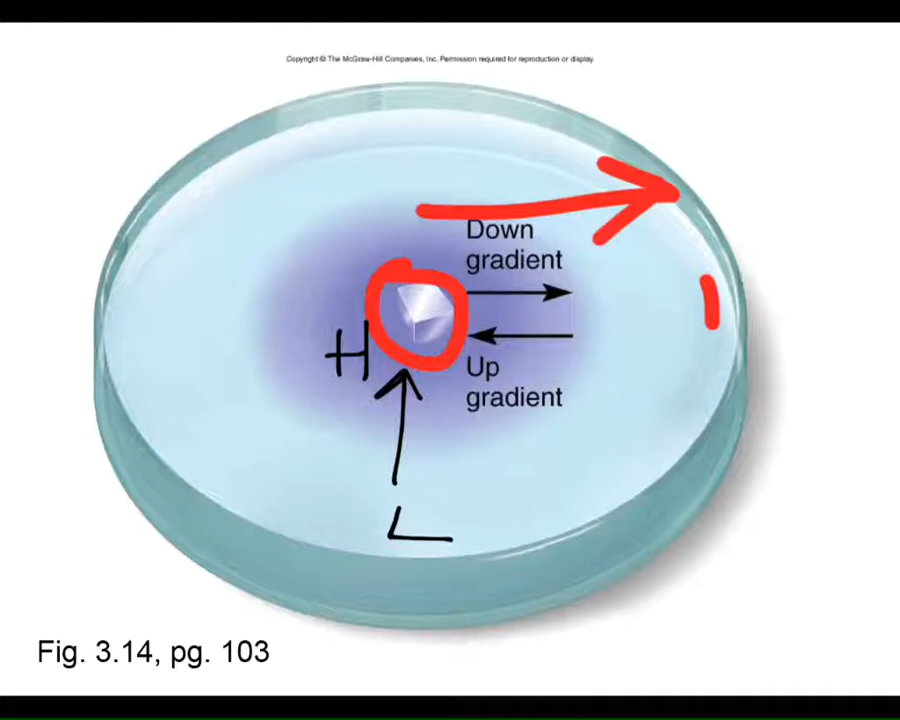 Copyright © The McGraw-Hill Companies, Inc. Permission required for reproduction or display.
Down
gradient
H
Up
gradient
L
Fig. 3.14, pg. 103